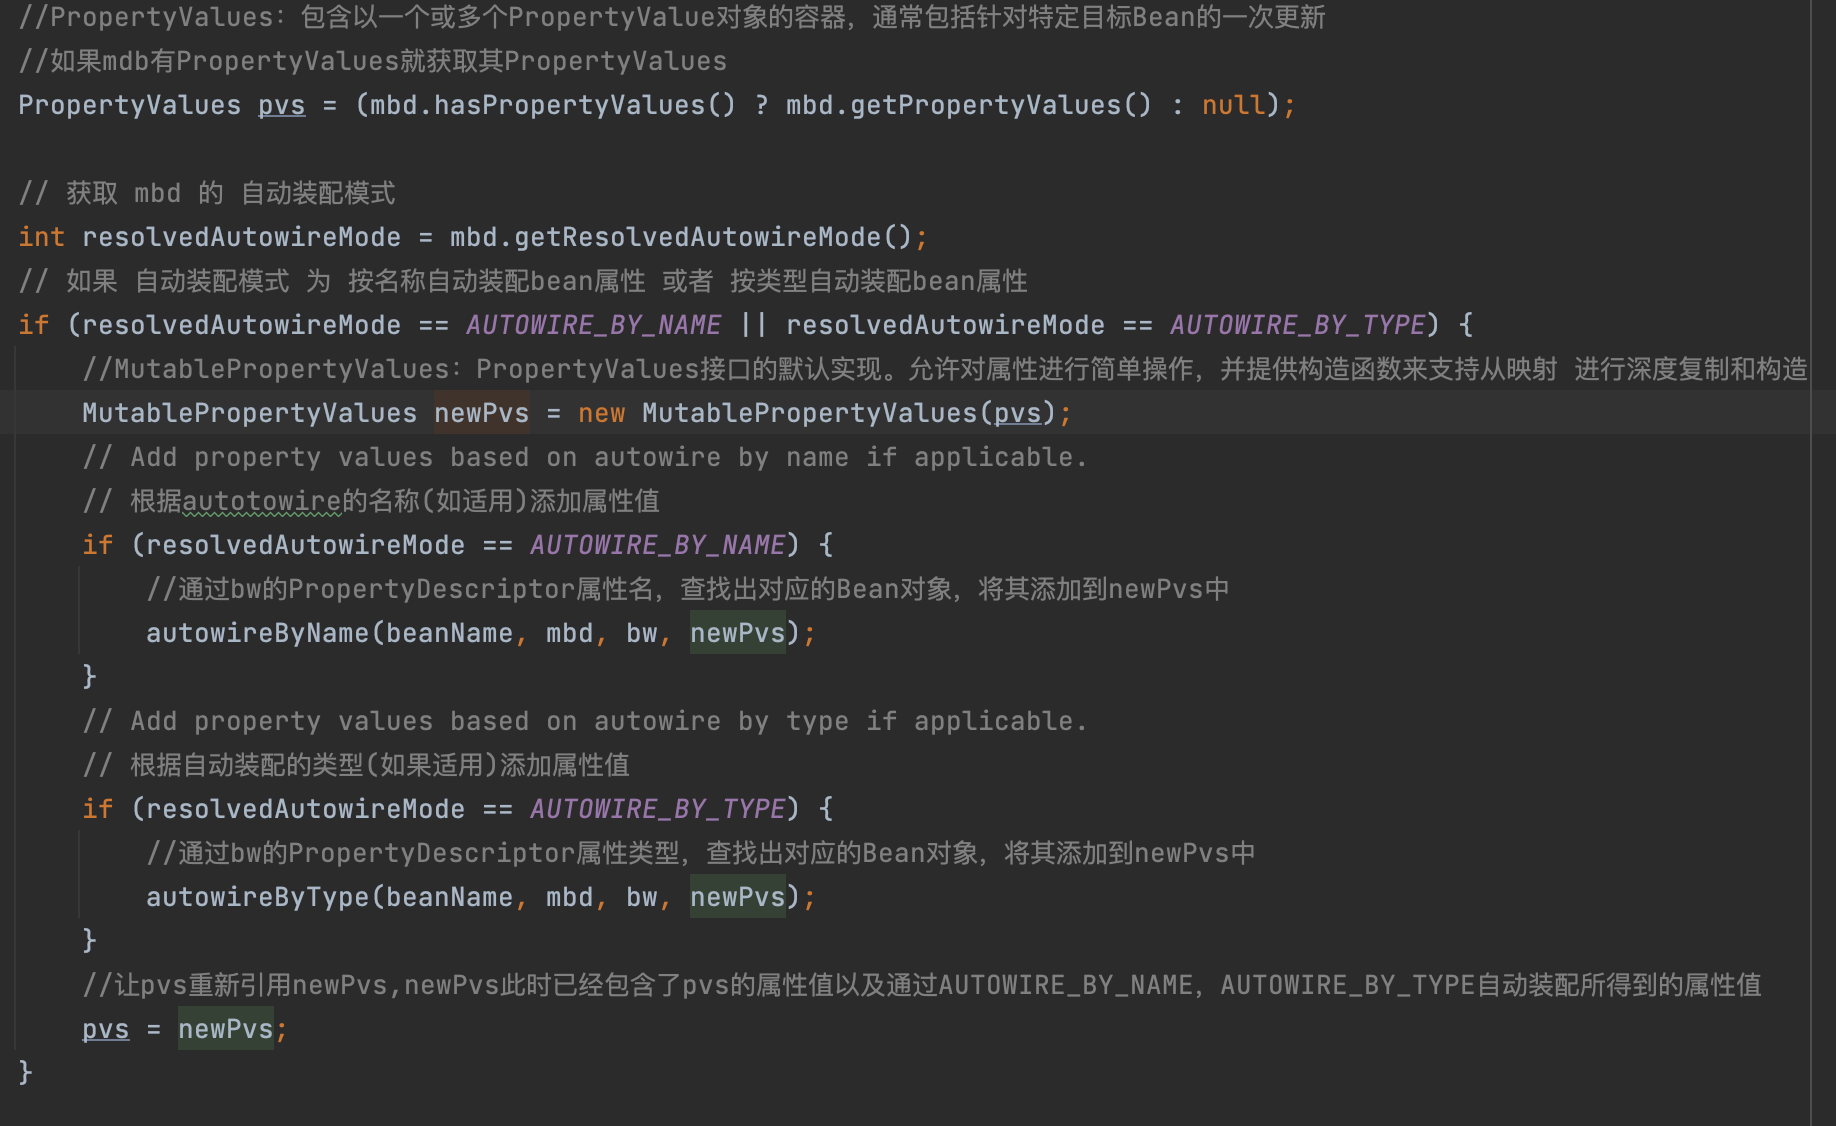 //PropertyValues：包含以一个或多个PropertyValue对象的容器，通常包括针对特定目标Bean的一次更新
//如果mdb有PropertyValues就获取其PropertyValues
PropertyValues pvs = (mbd.hasPropertyValues() ? mbd.getPropertyValues() : null);
// 获取 mbd 的 自动装配模式
int resolvedAutowireMode = mbd.getResolvedAutowireMode();
// 如果 自动装配模式 为 按名称自动装配bean属性 或者 按类型自动装配bean属性
if (resolvedAutowireMode == AUTOWIRE_BY_NAME || resolvedAutowireMode == AUTOWIRE_BY_TYPE) {
//MutablePropertyValues：PropertyValues接口的默认实现。允许对属性进行简单操作，并提供构造函数来支持从映射 进行深度复制和构造
MutablePropertyValues newPvs = new MutablePropertyValues(pvs);
// Add property values based on autowire by name if applicable.
// 根据autotowire的名称(如适用)添加属性值
if (resolvedAutowireMode == AUTOWIRE_BY_NAME) {
//通过bw的PropertyDescriptor属性名，查找出对应的Bean对象，将其添加到newPvs中
autowireByName(beanName, mbd, bw, newPvs);
}
// Add property values based on autowire by type if applicable.
// 根据自动装配的类型(如果适用)添加属性值
if (resolvedAutowireMode == AUTOWIRE_BY_TYPE) {
//通过bw的PropertyDescriptor属性类型，查找出对应的Bean对象，将其添加到newPvs中
autowireByType(beanName, mbd, bw, newPvs);
}
//让pvs重新引用newPvs,newPvs此时已经包含了pvs的属性值以及通过AUTOWIRE_BY_NAME，AUTOWIRE_BY_TYPE自动装配所得到的属性值
pvs = newPvs;
}